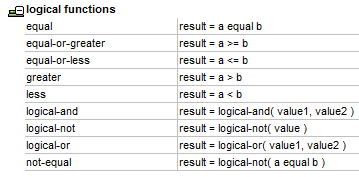 logical functions
equal result = a equal b
equal-or-greater result = a >= b
equal-or-less result = a <= b
greater result = a > b
less result = a < b
logical-and result = logical-and( value1, value2 )
logical-not result = logical-not( value )
logical-or result = logical-or( value1, value2 )
not-equal result = logical-not( a equal b )